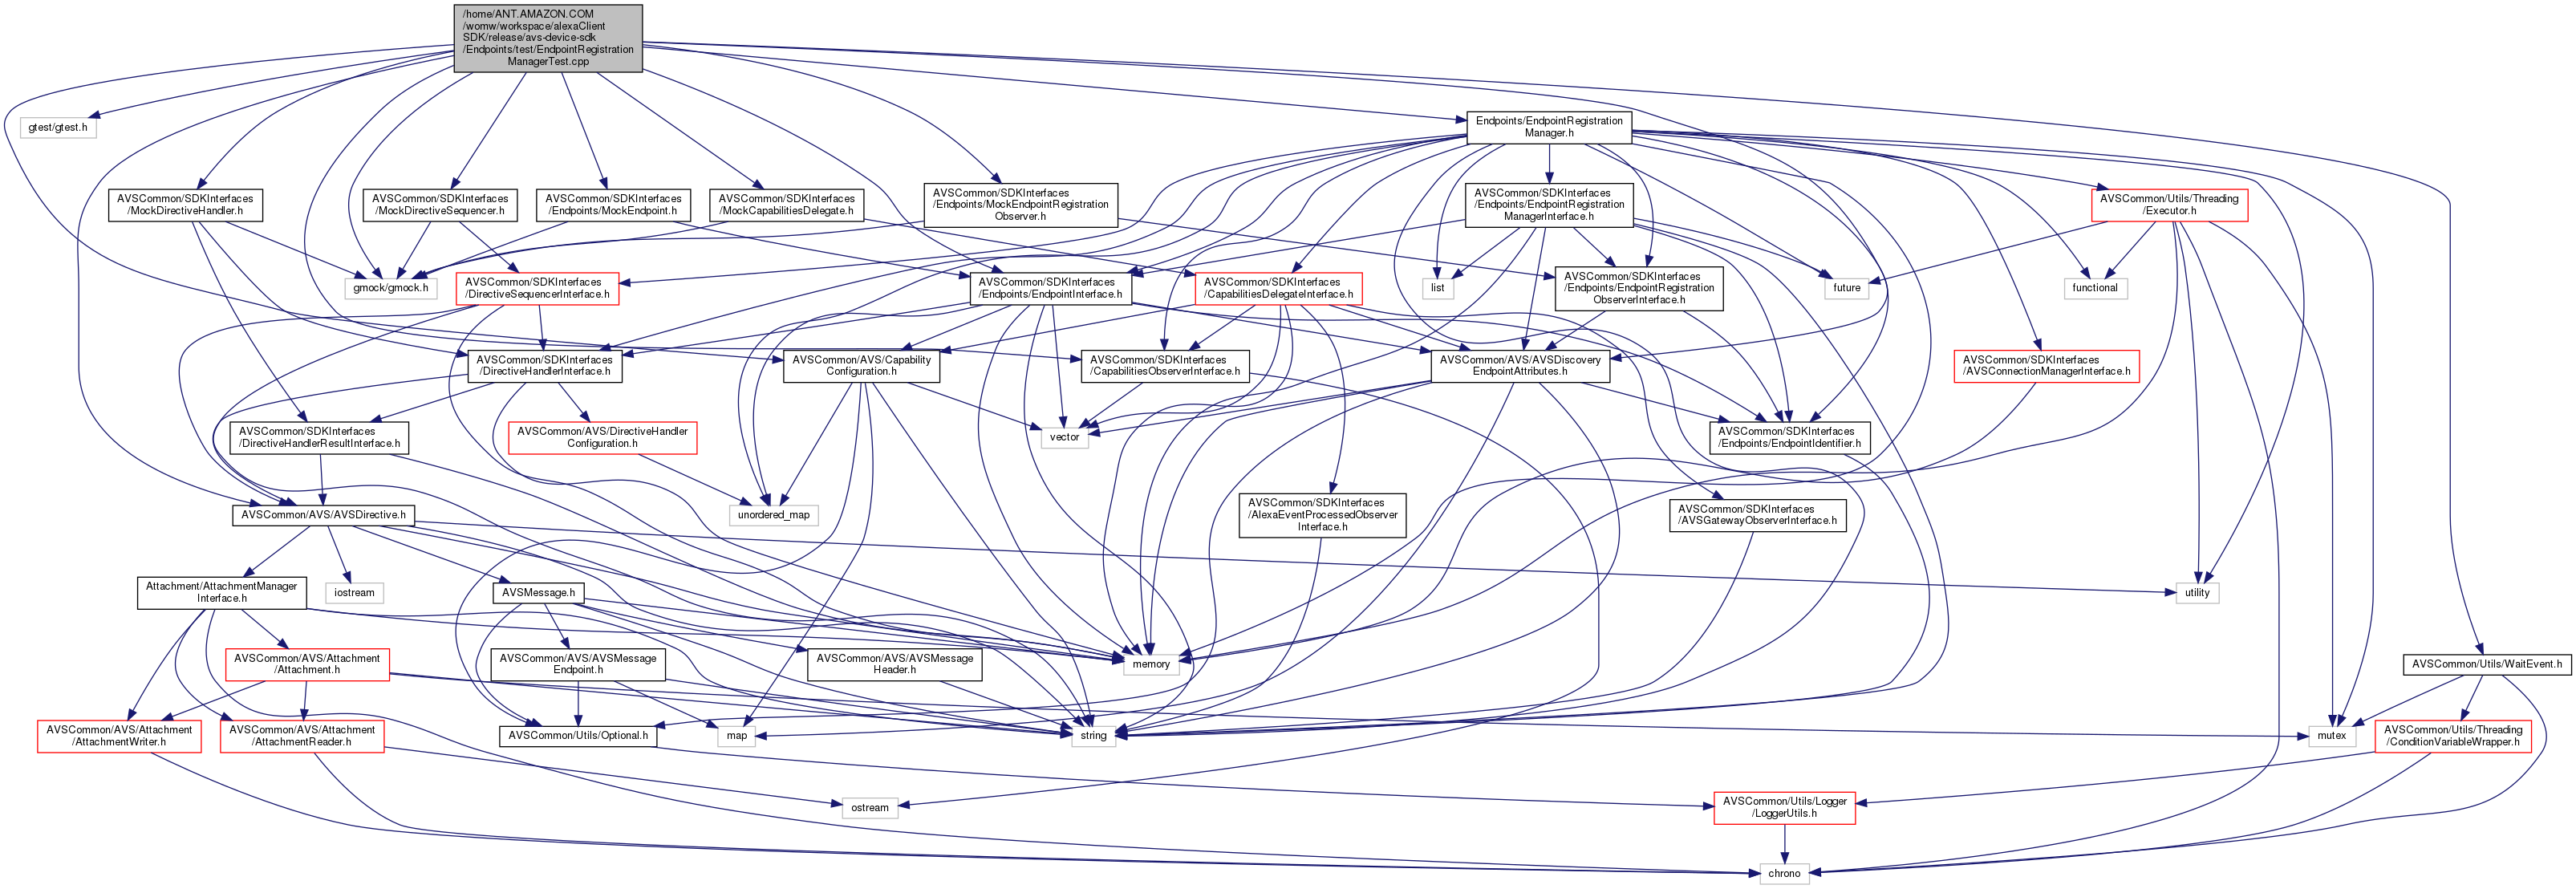 /home/ANT.AMAZON.COM
/womw/workspace/alexaClient
SDK/release/avs-device-sdk
/Endpoints/test/EndpointRegistration
ManagerTest.cpp
gtest/gtest.h
Endpoints/EndpointRegistration
Manager.h
AVSCommon/SDKInterfaces
/MockDirectiveHandler.h
AVSCommon/SDKInterfaces
/MockDirectiveSequencer.h
AVSCommon/SDKInterfaces
/Endpoints/MockEndpoint.h
AVSCommon/SDKInterfaces
/MockCapabilitiesDelegate.h
AVSCommon/SDKInterfaces
/Endpoints/MockEndpointRegistration
Observer.h
AVSCommon/SDKInterfaces
/Endpoints/EndpointRegistration
ManagerInterface.h
AVSCommon/Utils/Threading
/Executor.h
gmock/gmock.h
AVSCommon/SDKInterfaces
/DirectiveSequencerInterface.h
AVSCommon/SDKInterfaces
/Endpoints/EndpointInterface.h
AVSCommon/SDKInterfaces
/CapabilitiesDelegateInterface.h
list
AVSCommon/SDKInterfaces
/Endpoints/EndpointRegistration
ObserverInterface.h
future
functional
AVSCommon/SDKInterfaces
/DirectiveHandlerInterface.h
AVSCommon/AVS/Capability
Configuration.h
AVSCommon/SDKInterfaces
/CapabilitiesObserverInterface.h
AVSCommon/AVS/AVSDiscovery
EndpointAttributes.h
AVSCommon/SDKInterfaces
/AVSConnectionManagerInterface.h
AVSCommon/SDKInterfaces
/DirectiveHandlerResultInterface.h
AVSCommon/AVS/DirectiveHandler
Configuration.h
vector
AVSCommon/SDKInterfaces
/Endpoints/EndpointIdentifier.h
AVSCommon/AVS/AVSDirective.h
unordered_map
AVSCommon/SDKInterfaces
/AlexaEventProcessedObserver
Interface.h
AVSCommon/SDKInterfaces
/AVSGatewayObserverInterface.h
Attachment/AttachmentManager
Interface.h
iostream
AVSMessage.h
utility
AVSCommon/AVS/Attachment
/Attachment.h
AVSCommon/AVS/AVSMessage
Endpoint.h
AVSCommon/AVS/AVSMessage
Header.h
memory
AVSCommon/Utils/WaitEvent.h
AVSCommon/AVS/Attachment
/AttachmentWriter.h
AVSCommon/AVS/Attachment
/AttachmentReader.h
AVSCommon/Utils/Optional.h
map
string
mutex
AVSCommon/Utils/Threading
/ConditionVariableWrapper.h
ostream
AVSCommon/Utils/Logger
/LoggerUtils.h
chrono